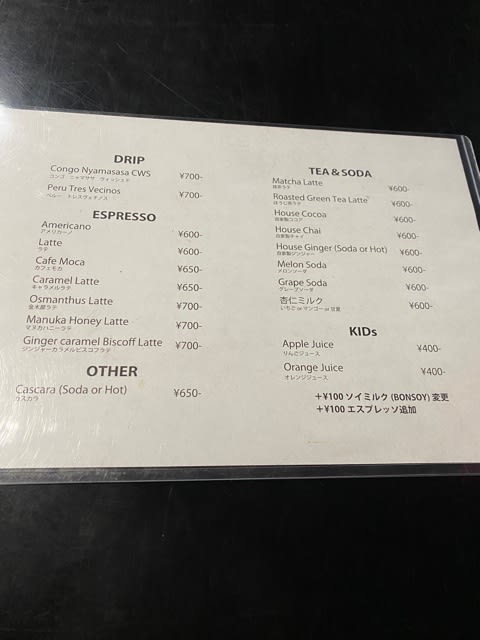 DRIP
Congo Nyamasasa CWS ¥700-
コンゴ ニャマササ ウォッシュド
Peru Tres Vecinos ¥700-
ペルー トレスヴェチノス
ESPRESSO
Americano ¥600-
アメリカーノ
Latte ¥600-
ラテ
Cafe Moca ¥650-
カフェモカ
Caramel Latte ¥650-
キャラメルラテ
Osmanthus Latte ¥700-
金木犀ラテ
Manuka Honey Latte ¥700-
マヌカハニーラテ
Ginger caramel Biscoff Latte ¥700-
ジンジャーカラメルビスコフラテ
OTHER
Cascara (Soda or Hot) ¥650-
カスカラ
TEA & SODA
Matcha Latte ¥600-
抹茶ラテ
Roasted Green Tea Latte ¥600-
ほうじ茶ラテ
House Cocoa ¥600-
自家製ココア
House Chai ¥600-
自家製チャイ
House Ginger (Soda or Hot) ¥600-
自家製ジンジャー
Melon Soda ¥600-
メロンソーダ
Grape Soda ¥600-
グレープソーダ
杏仁ミルク ¥600-
いちご or マンゴー or 甘夏
KIDs
Apple Juice ¥400-
りんごジュース
Orange Juice ¥400-
オレンジジュース
+¥100 ソイミルク (BONSOY) 変更
+¥100 エスプレッソ追加